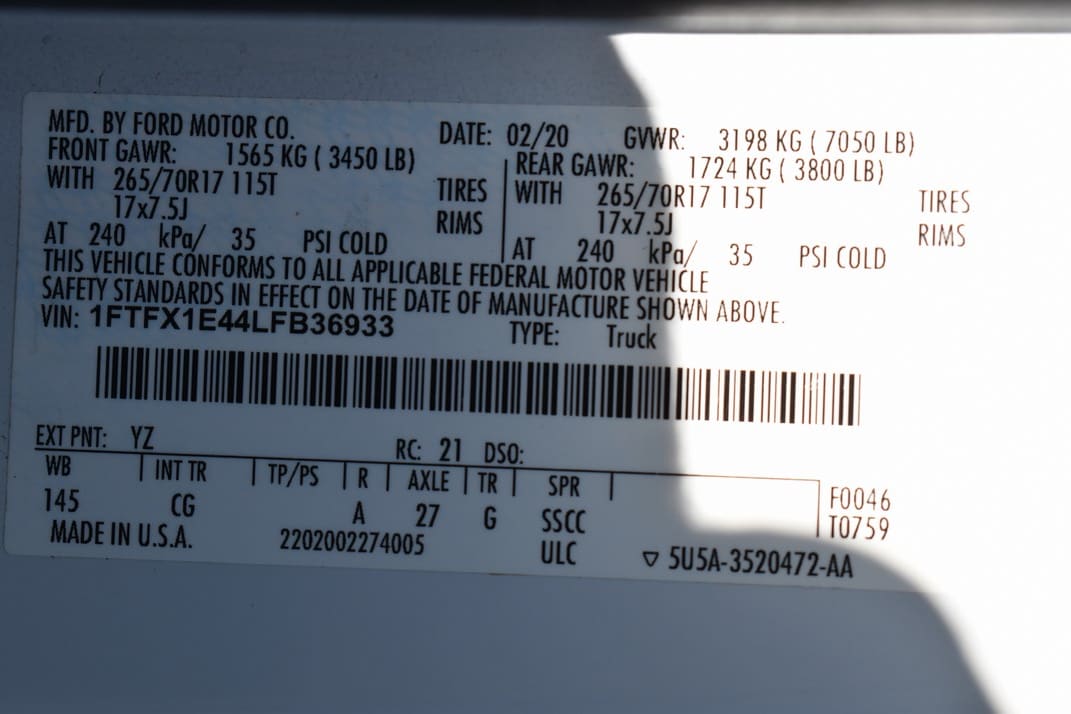 MFD. BY FORD MOTOR CO. DATE: 02/20 GVWR: 3198 KG ( 7050 LB)
FRONT GAWR: 1565 KG ( 3450 LB) REAR GAWR: 1724 KG ( 3800 LB)
WITH 265/70R17 115T TIRES WITH 265/70R17 115T TIRES
17x7.5J RIMS 17x7.5J RIMS
AT 240 kPa/ 35 PSI COLD AT 240 kPa/ 35 PSI COLD
THIS VEHICLE CONFORMS TO ALL APPLICABLE FEDERAL MOTOR VEHICLE
SAFETY STANDARDS IN EFFECT ON THE DATE OF MANUFACTURE SHOWN ABOVE.
VIN: 1FTFX1E44LFB36933 TYPE: Truck
EXT PNT: YZ RC: 21 DSO:
WB INT TR TP/PS R AXLE TR SPR F0046
145 CG A 27 G SSCC T0759
MADE IN U.S.A. 2202002274005 ULC ▽ 5U5A-3520472-AA